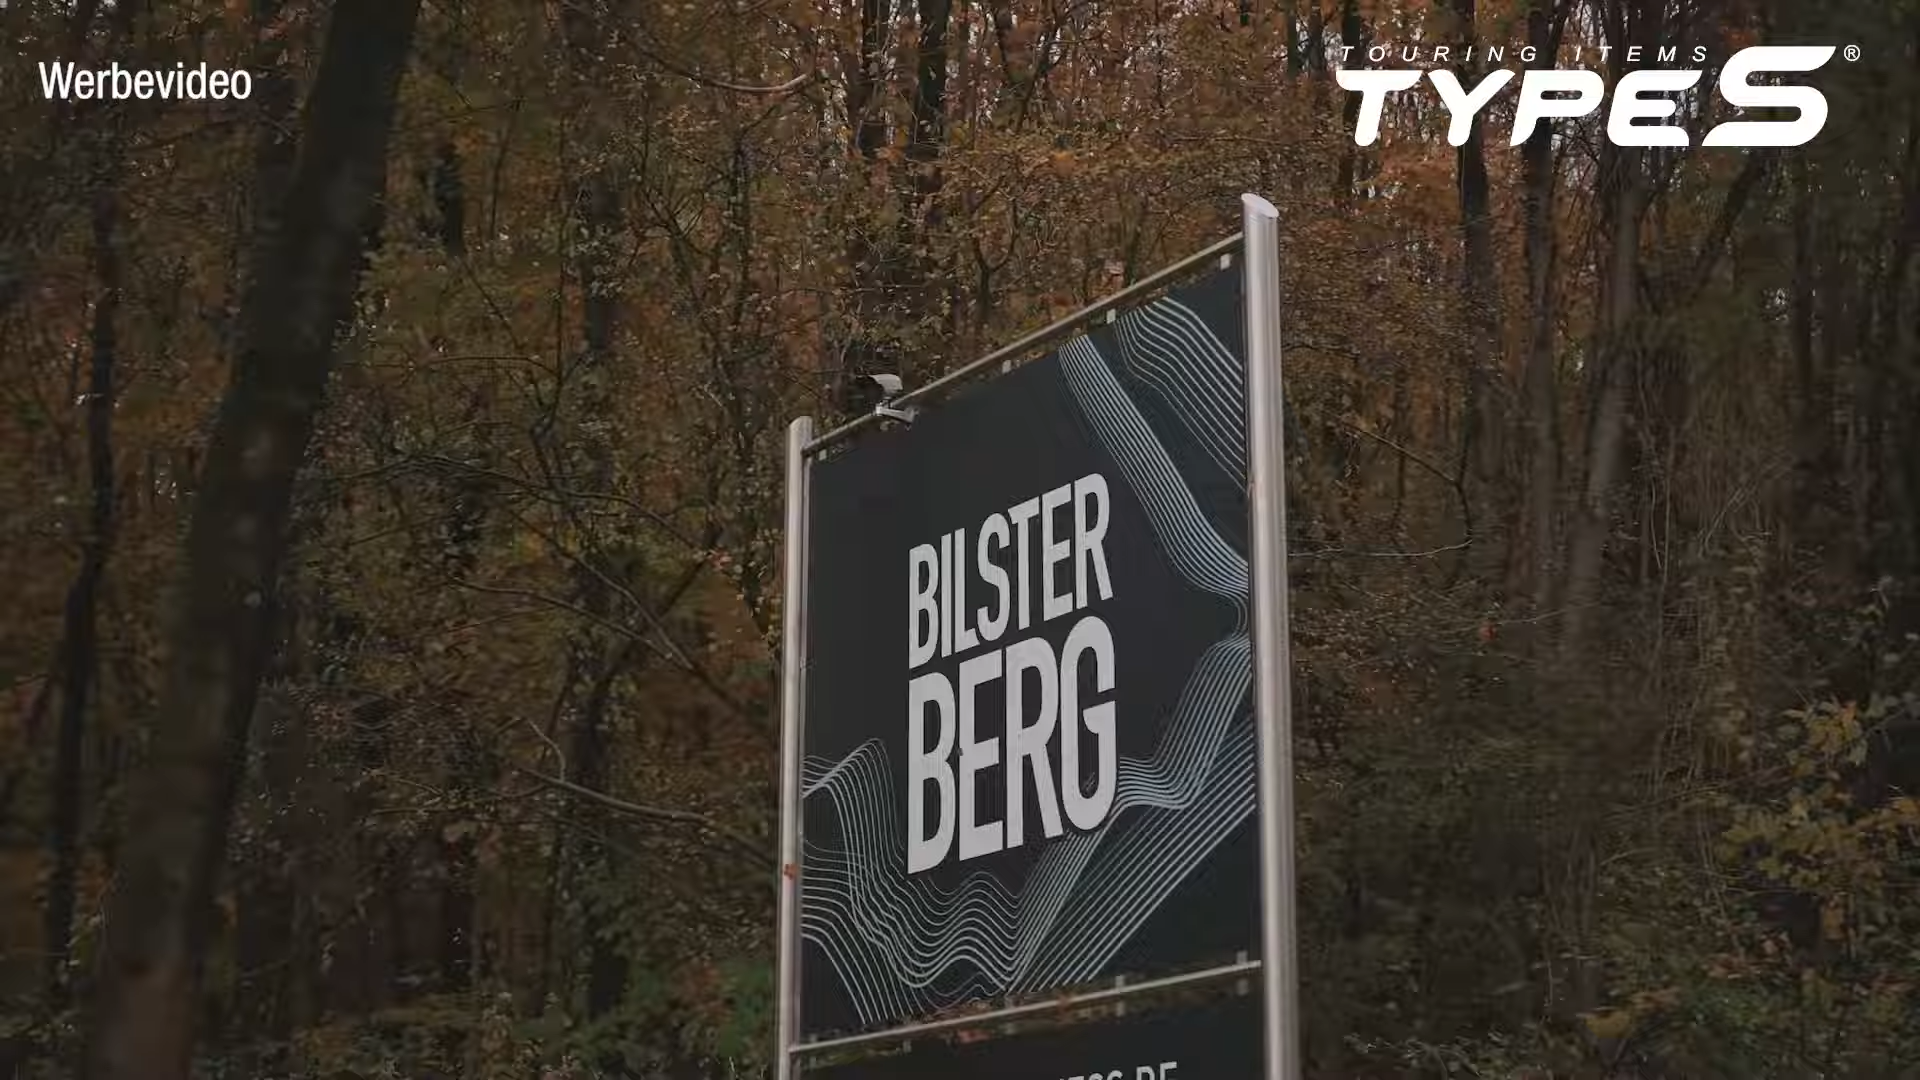 Werbevideo
TOURING ITEMS
TYPE S®
BILSTER
BERG